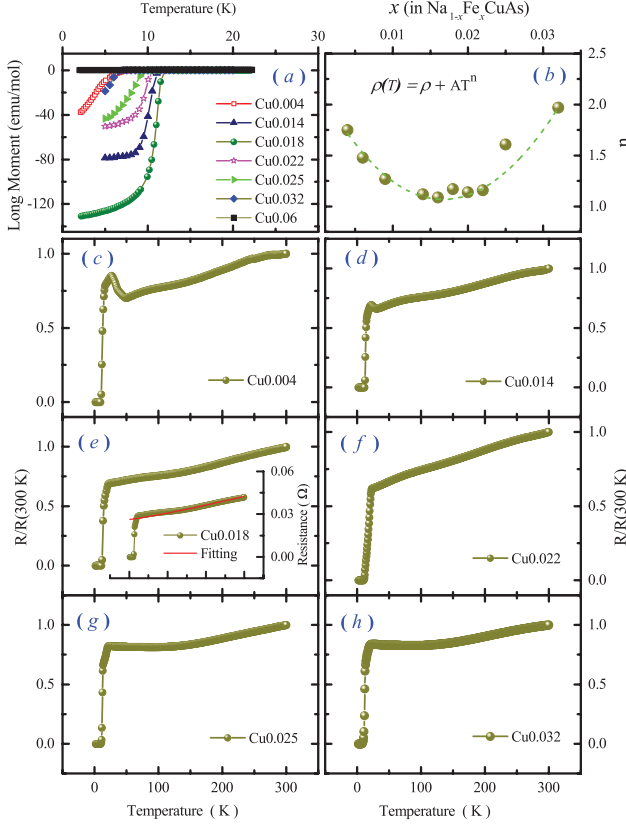 Temperature (K)
0 10 20 30
x (in Na1-xFexCuAs)
0.00 0.01 0.02 0.03
Long Moment (emu/mol)
0
-40
-80
-120
(a)
Cu0.004
Cu0.014
Cu0.018
Cu0.022
Cu0.025
Cu0.032
Cu0.06
(b)
ρ(T) = ρ + ATⁿ
2.5
2.0
1.5
1.0
n
(c)
1.0
0.5
0.0
Cu0.004
(d)
1.0
0.5
0.0
Cu0.014
R/R(300 K)
(e)
1.0
0.5
0.0
Cu0.018
Fitting
0.06
0.03
0.00
Resistance (Ω)
(f)
1.0
0.5
0.0
Cu0.022
R/R(300 K)
(g)
1.0
0.5
0.0
Cu0.025
(h)
1.0
0.5
0.0
Cu0.032
0 100 200 300
0 100 200 300
Temperature ( K )
Temperature ( K )